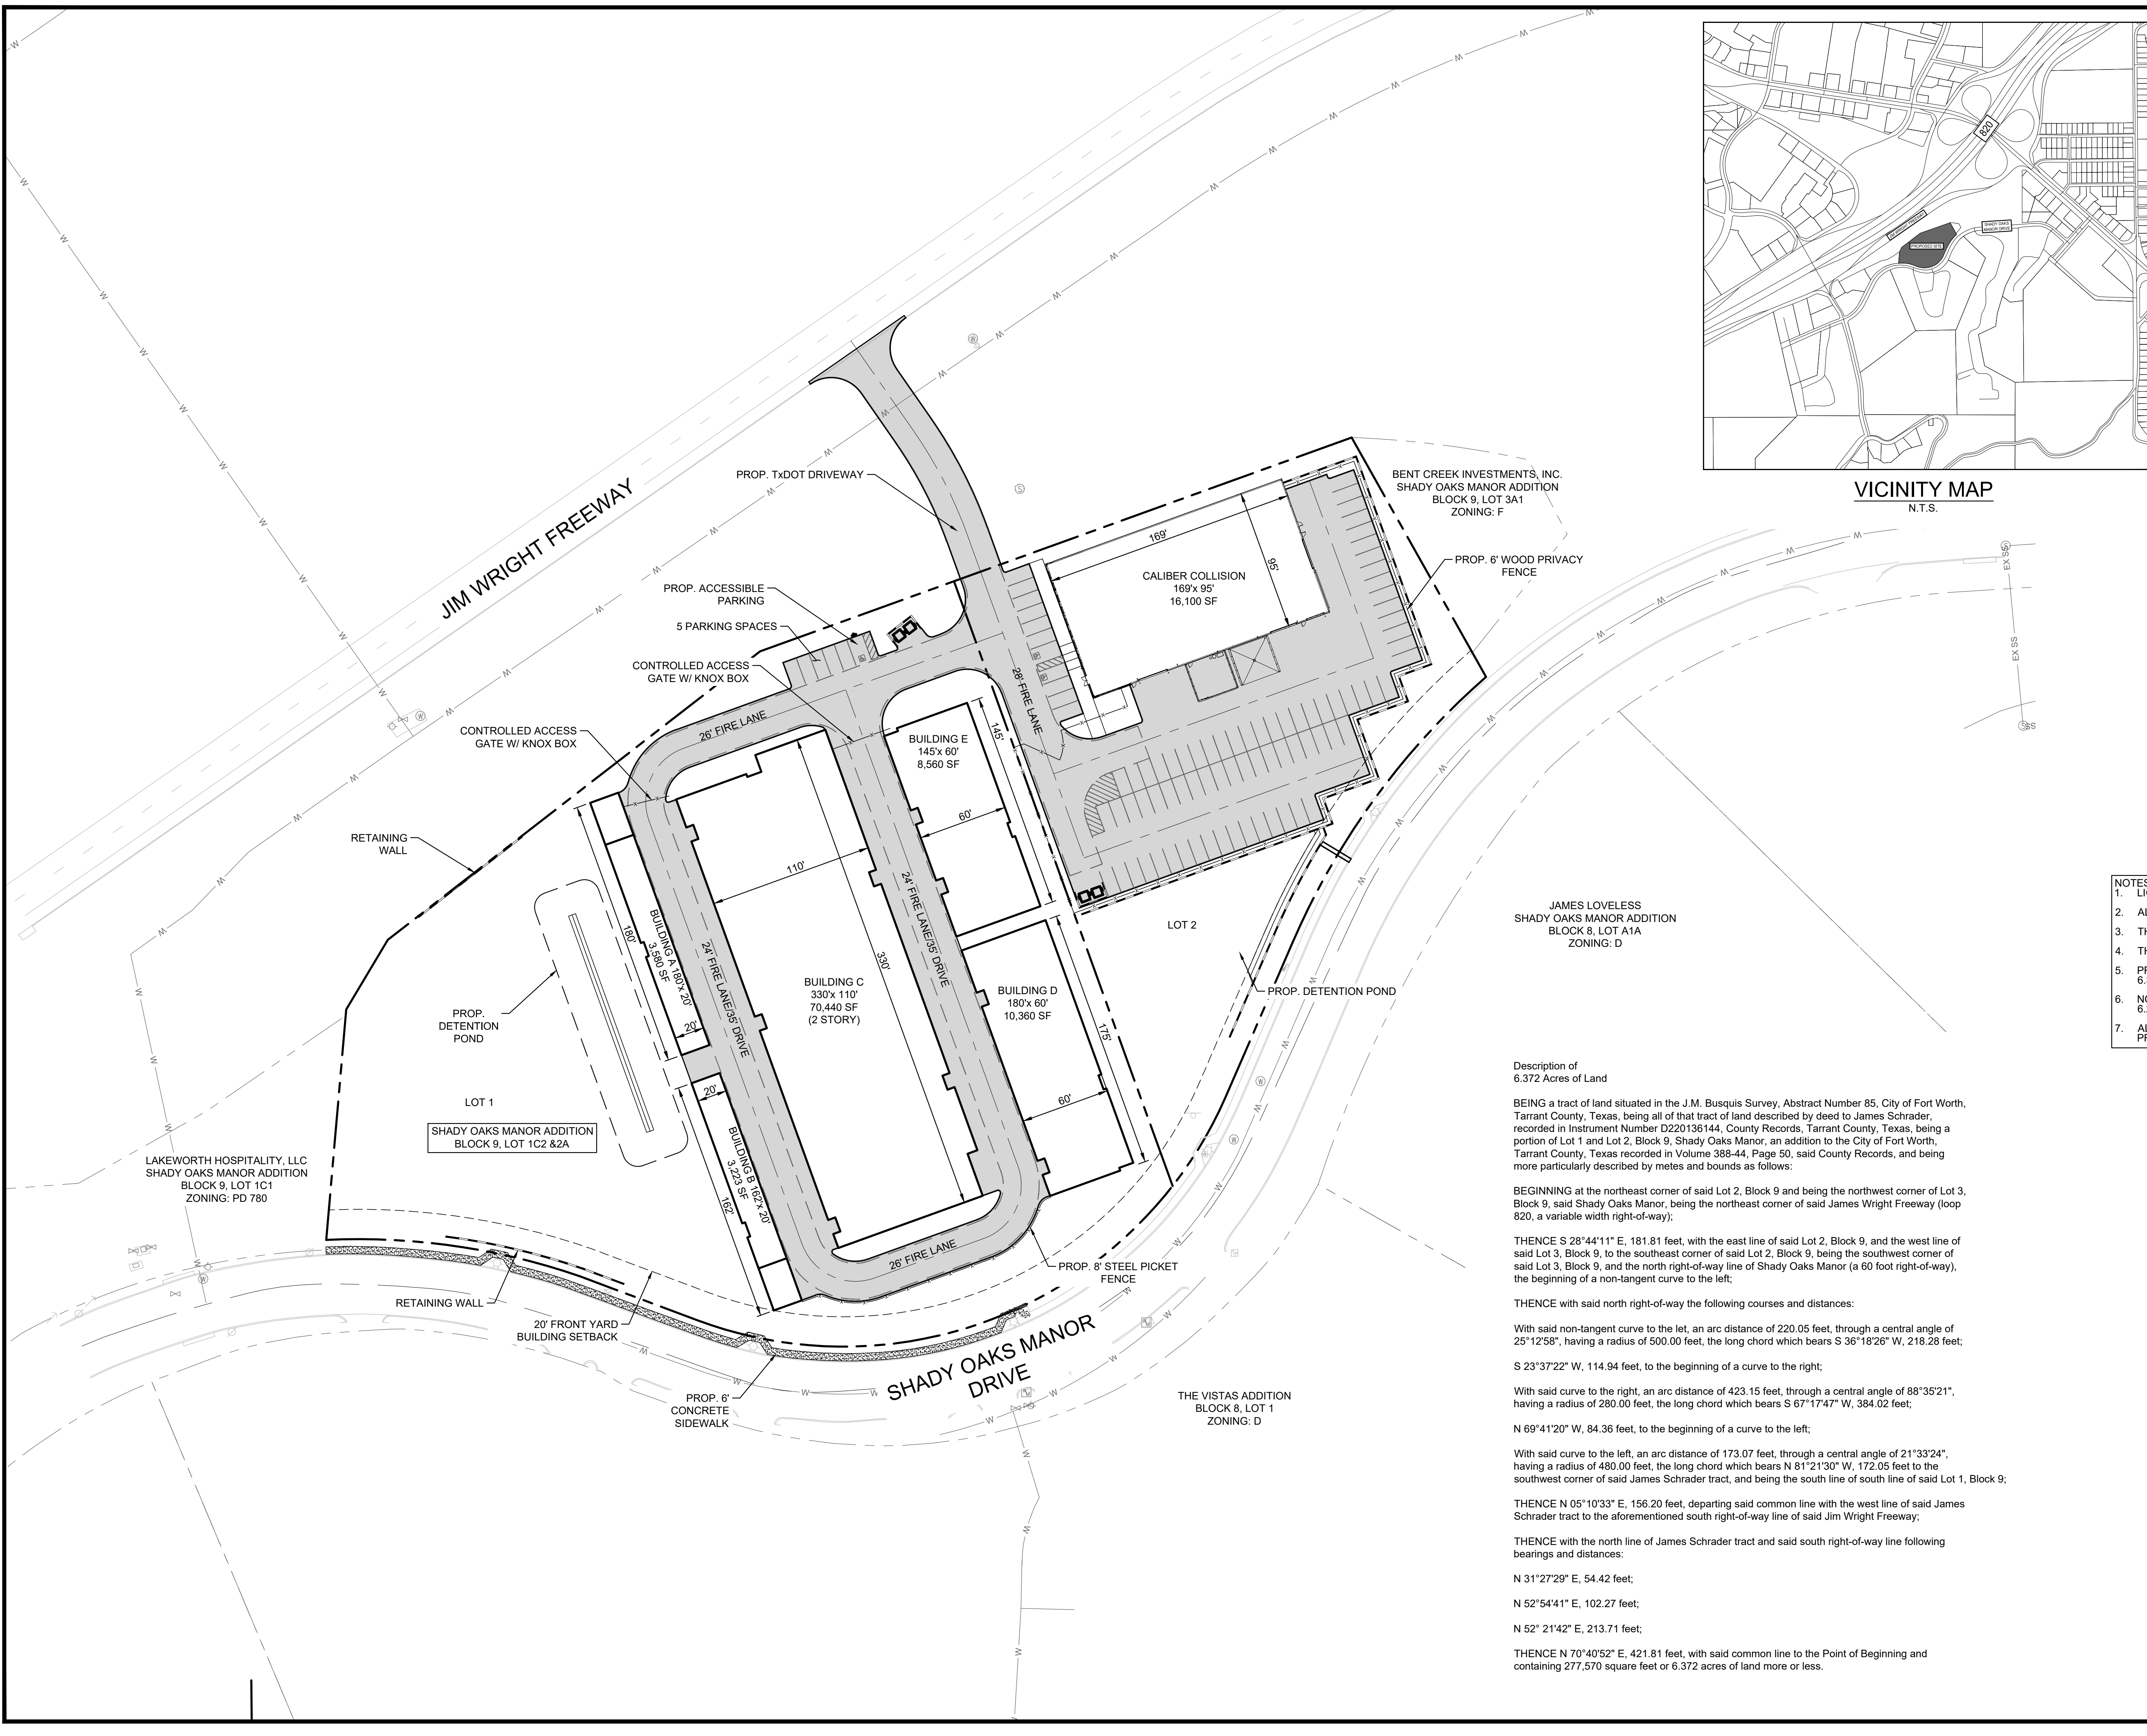 JIM WRIGHT FREEWAY
PROP. TxDOT DRIVEWAY
PROP. ACCESSIBLE
PARKING
5 PARKING SPACES
CONTROLLED ACCESS
GATE W/ KNOX BOX
CONTROLLED ACCESS
GATE W/ KNOX BOX
RETAINING
WALL
PROP.
DETENTION
POND
LOT 1
SHADY OAKS MANOR ADDITION
BLOCK 9, LOT 1C2 &2A
LAKEWORTH HOSPITALITY, LLC
SHADY OAKS MANOR ADDITION
BLOCK 9, LOT 1C1
ZONING: PD 780
RETAINING WALL
20' FRONT YARD
BUILDING SETBACK
PROP. 6'
CONCRETE
SIDEWALK
26' FIRE LANE
28' FIRE LANE
CALIBER COLLISION
169'x 95'
16,100 SF
169'
95'
BUILDING E
145'x 60'
8,560 SF
145'
60'
110'
330'
BUILDING C
330'x 110'
70,440 SF
(2 STORY)
BUILDING A 180'x 20'
3,580 SF
180'
20'
24' FIRE LANE/35' DRIVE
24' FIRE LANE/35' DRIVE
BUILDING D
180'x 60'
10,360 SF
175'
60'
20'
BUILDING B 162'x 20'
3,223 SF
162'
26' FIRE LANE
PROP. 8' STEEL PICKET
FENCE
SHADY OAKS MANOR
DRIVE
LOT 2
PROP. DETENTION POND
BENT CREEK INVESTMENTS, INC.
SHADY OAKS MANOR ADDITION
BLOCK 9, LOT 3A1
ZONING: F
PROP. 6' WOOD PRIVACY
FENCE
JAMES LOVELESS
SHADY OAKS MANOR ADDITION
BLOCK 8, LOT A1A
ZONING: D
THE VISTAS ADDITION
BLOCK 8, LOT 1
ZONING: D
EX SS
EX SS
SS
820
JIM WRIGHT FREEWAY
PROPOSED SITE
SHADY OAKS
MANOR DRIVE
VICINITY MAP
N.T.S.
NOTES
1. LI
2. AL
3. TH
4. TH
5. PR
6.
6. NO
6.
7. AL
PR
Description of
6.372 Acres of Land
BEING a tract of land situated in the J.M. Busquis Survey, Abstract Number 85, City of Fort Worth,
Tarrant County, Texas, being all of that tract of land described by deed to James Schrader,
recorded in Instrument Number D220136144, County Records, Tarrant County, Texas, being a
portion of Lot 1 and Lot 2, Block 9, Shady Oaks Manor, an addition to the City of Fort Worth,
Tarrant County, Texas recorded in Volume 388-44, Page 50, said County Records, and being
more particularly described by metes and bounds as follows:
BEGINNING at the northeast corner of said Lot 2, Block 9 and being the northwest corner of Lot 3,
Block 9, said Shady Oaks Manor, being the northeast corner of said James Wright Freeway (loop
820, a variable width right-of-way);
THENCE S 28°44'11" E, 181.81 feet, with the east line of said Lot 2, Block 9, and the west line of
said Lot 3, Block 9, to the southeast corner of said Lot 2, Block 9, being the southwest corner of
said Lot 3, Block 9, and the north right-of-way line of Shady Oaks Manor (a 60 foot right-of-way),
the beginning of a non-tangent curve to the left;
THENCE with said north right-of-way the following courses and distances:
With said non-tangent curve to the let, an arc distance of 220.05 feet, through a central angle of
25°12'58", having a radius of 500.00 feet, the long chord which bears S 36°18'26" W, 218.28 feet;
S 23°37'22" W, 114.94 feet, to the beginning of a curve to the right;
With said curve to the right, an arc distance of 423.15 feet, through a central angle of 88°35'21",
having a radius of 280.00 feet, the long chord which bears S 67°17'47" W, 384.02 feet;
N 69°41'20" W, 84.36 feet, to the beginning of a curve to the left;
With said curve to the left, an arc distance of 173.07 feet, through a central angle of 21°33'24",
having a radius of 480.00 feet, the long chord which bears N 81°21'30" W, 172.05 feet to the
southwest corner of said James Schrader tract, and being the south line of south line of said Lot 1, Block 9;
THENCE N 05°10'33" E, 156.20 feet, departing said common line with the west line of said James
Schrader tract to the aforementioned south right-of-way line of said Jim Wright Freeway;
THENCE with the north line of James Schrader tract and said south right-of-way line following
bearings and distances:
N 31°27'29" E, 54.42 feet;
N 52°54'41" E, 102.27 feet;
N 52° 21'42" E, 213.71 feet;
THENCE N 70°40'52" E, 421.81 feet, with said common line to the Point of Beginning and
containing 277,570 square feet or 6.372 acres of land more or less.